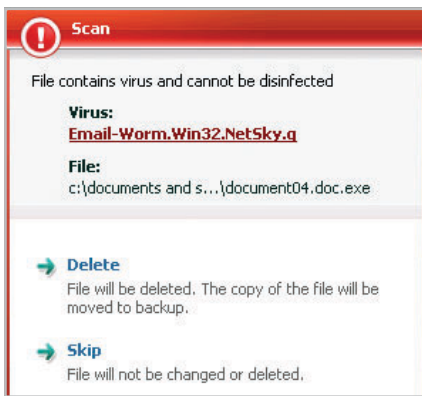 Scan
File contains virus and cannot be disinfected
Virus:
Email-Worm.Win32.NetSky.q
File:
c:\documents and s...\document04.doc.exe
Delete
File will be deleted. The copy of the file will be
moved to backup.
Skip
File will not be changed or deleted.